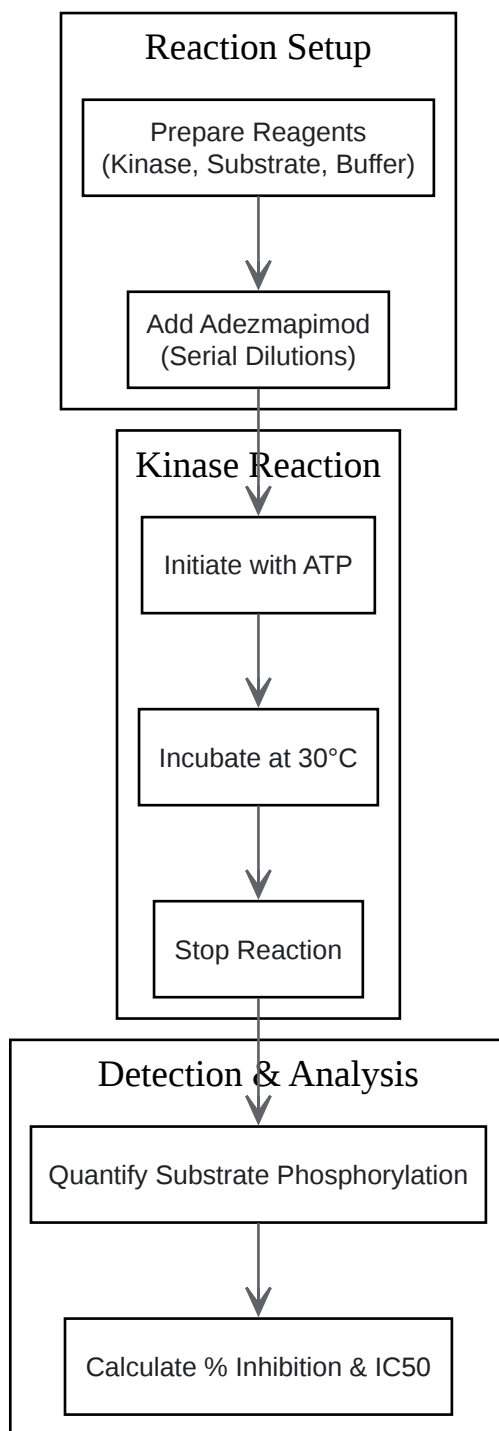 Reaction Setup
Prepare Reagents
(Kinase, Substrate, Buffer)
Add Adezmapimod
(Serial Dilutions)
Kinase Reaction
Initiate with ATP
Incubate at 30°C
Stop Reaction
Detection & Analysis
Quantify Substrate Phosphorylation
Calculate % Inhibition & IC50